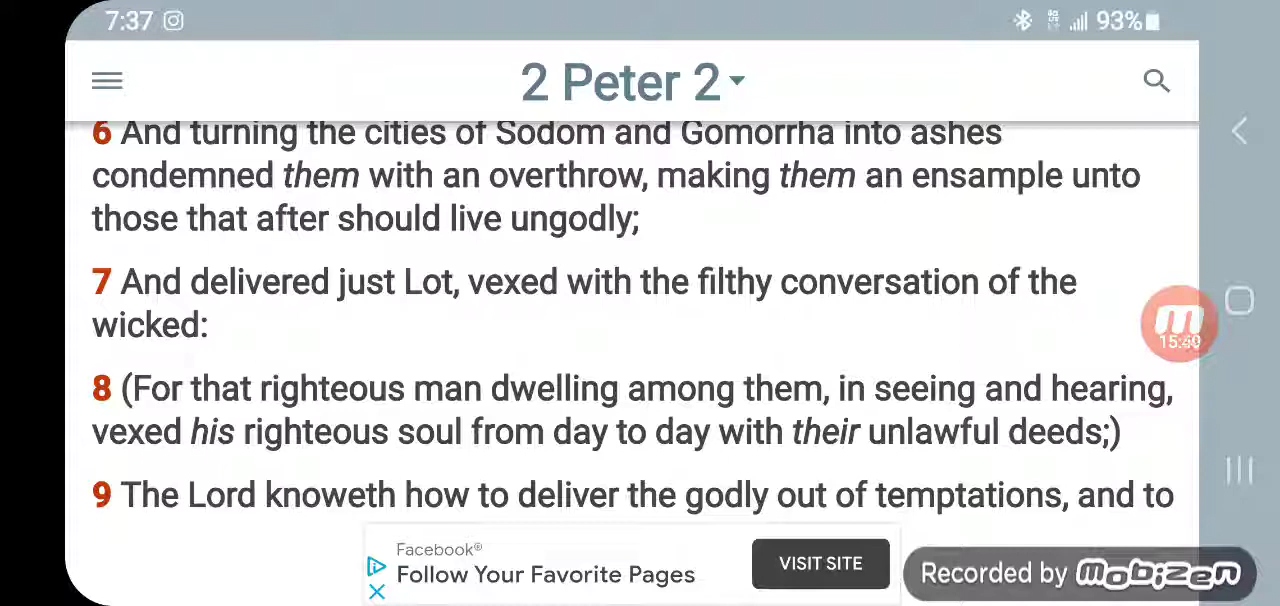 7:37 93%
2 Peter 2
6 And turning the cities of Sodom and Gomorrha into ashes
condemned them with an overthrow, making them an ensample unto
those that after should live ungodly;
7 And delivered just Lot, vexed with the filthy conversation of the
wicked:
8 (For that righteous man dwelling among them, in seeing and hearing,
vexed his righteous soul from day to day with their unlawful deeds;)
9 The Lord knoweth how to deliver the godly out of temptations, and to
Facebook®
Follow Your Favorite Pages
VISIT SITE
Recorded by mobizen